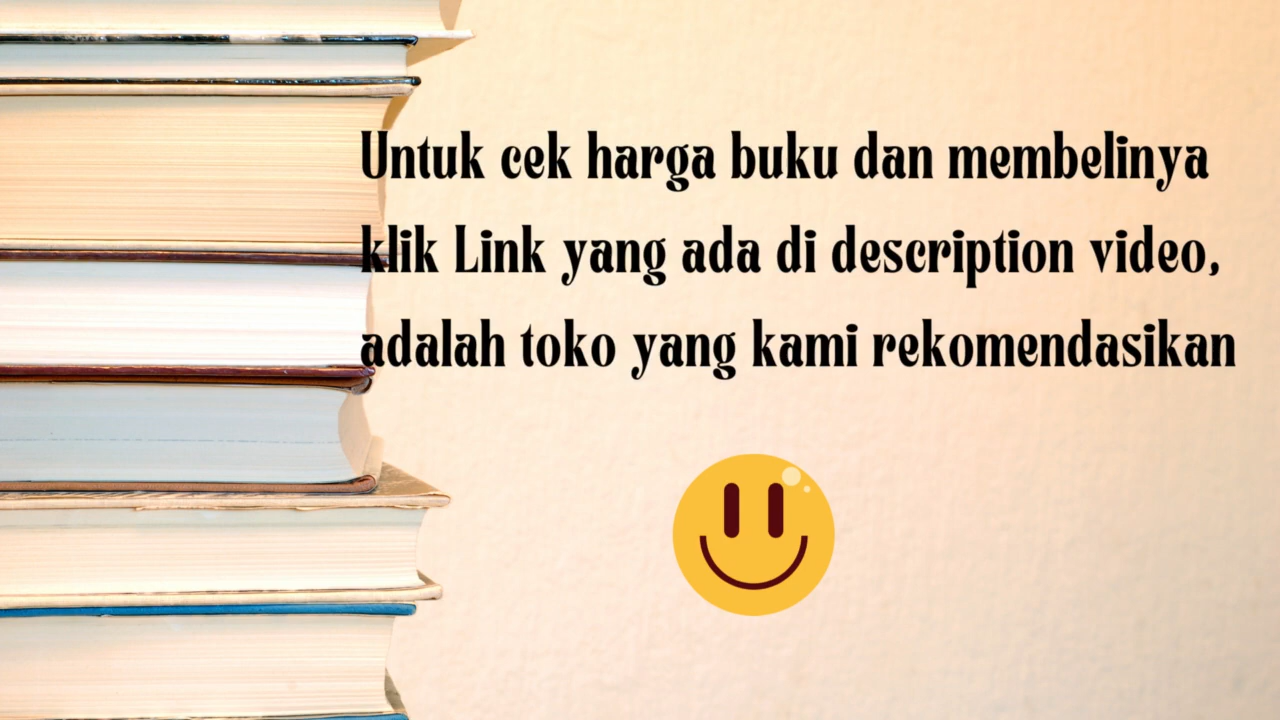 Untuk cek harga buku dan membelinya
klik Link yang ada di description video,
adalah toko yang kami rekomendasikan